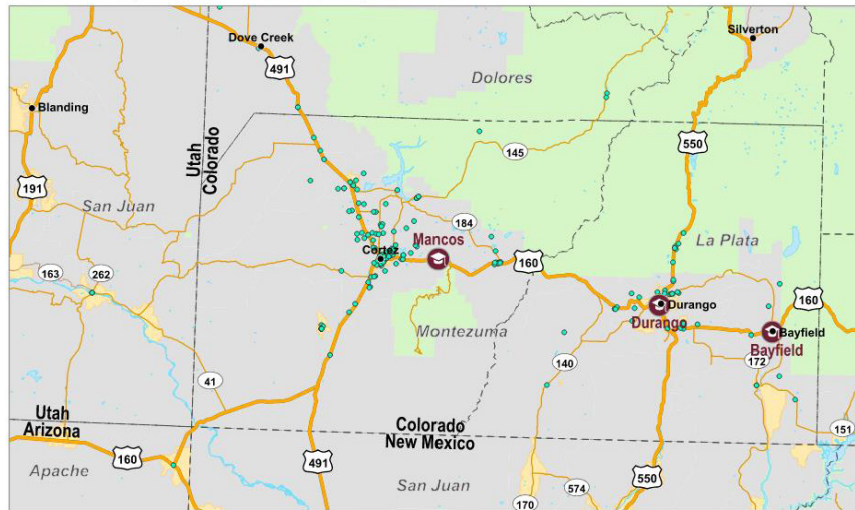 Dove Creek
Silverton
491
Dolores
Blanding
Utah
Colorado
145
550
191
San Juan
184
Mancos
La Plata
Cortez
160
163
262
160
Durango
Durango
Bayfield
Montezuma
Bayfield
172
140
41
Utah
Arizona
Colorado
New Mexico
151
160
491
550
Apache
San Juan
574
170